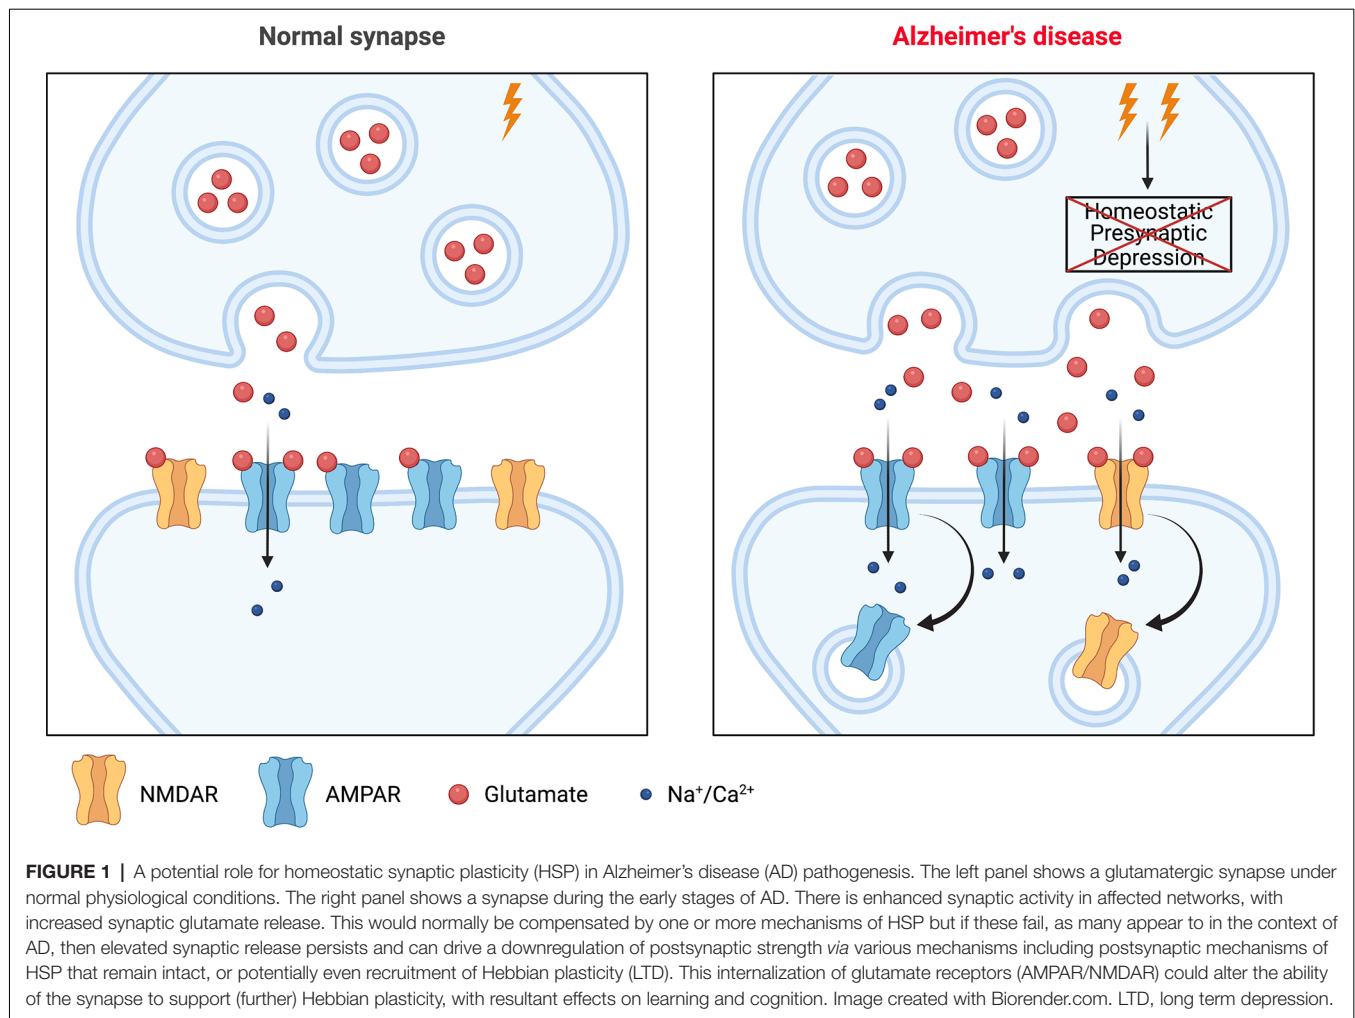 Normal synapse
Alzheimer's disease
Homeostatic
Presynaptic
Depression
NMDAR
AMPAR
Glutamate
Na⁺/Ca²⁺
FIGURE 1 | A potential role for homeostatic synaptic plasticity (HSP) in Alzheimer's disease (AD) pathogenesis. The left panel shows a glutamatergic synapse under
normal physiological conditions. The right panel shows a synapse during the early stages of AD. There is enhanced synaptic activity in affected networks, with
increased synaptic glutamate release. This would normally be compensated by one or more mechanisms of HSP but if these fail, as many appear to in the context of
AD, then elevated synaptic release persists and can drive a downregulation of postsynaptic strength via various mechanisms including postsynaptic mechanisms of
HSP that remain intact, or potentially even recruitment of Hebbian plasticity (LTD). This internalization of glutamate receptors (AMPAR/NMDAR) could alter the ability
of the synapse to support (further) Hebbian plasticity, with resultant effects on learning and cognition. Image created with Biorender.com. LTD, long term depression.